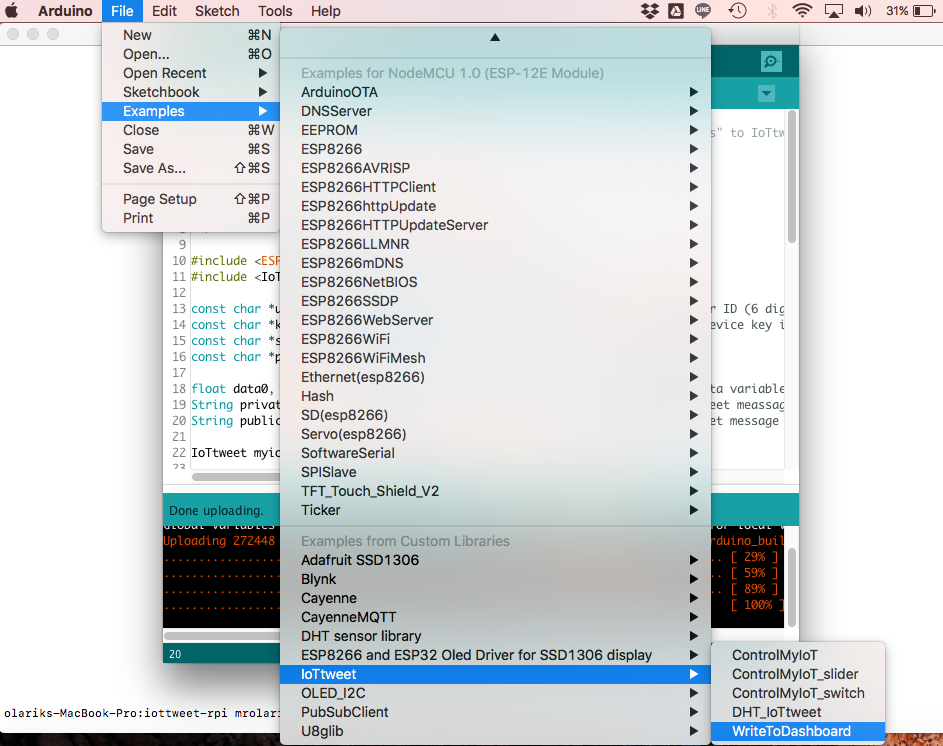 Arduino File Edit Sketch Tools Help LINE 31%
New ⌘N
Open... ⌘O
Open Recent
Sketchbook
Examples
Close ⌘W
Save ⌘S
Save As... ⇧⌘S
Page Setup ⇧⌘P
Print ⌘P
Examples for NodeMCU 1.0 (ESP-12E Module)
ArduinoOTA
DNSServer
EEPROM
ESP8266
ESP8266AVRISP
ESP8266HTTPClient
ESP8266httpUpdate
ESP8266HTTPUpdateServer
ESP8266LLMNR
ESP8266mDNS
ESP8266NetBIOS
ESP8266SSDP
ESP8266WebServer
ESP8266WiFi
ESP8266WiFiMesh
Ethernet(esp8266)
Hash
SD(esp8266)
Servo(esp8266)
SoftwareSerial
SPISlave
TFT_Touch_Shield_V2
Ticker
Examples from Custom Libraries
Adafruit SSD1306
Blynk
Cayenne
CayenneMQTT
DHT sensor library
ESP8266 and ESP32 Oled Driver for SSD1306 display
IoTtweet
OLED_I2C
PubSubClient
U8glib
ControlMyIoT
ControlMyIoT_slider
ControlMyIoT_switch
DHT_IoTtweet
WriteToDashboard
s" to IoTtw
9
10 #include <ESP
11 #include <IoT
12
13 const char *u r ID (6 dig
14 const char *k evice key i
15 const char *s
16 const char *p
17
18 float data0, ta variable
19 String privat eet meassag
20 String public et message
21
22 IoTtweet myio
23
Done uploading.
Global variables for local v
Uploading 272448 rduino_buil
.............. .. [ 29% ]
.............. .. [ 59% ]
.............. .. [ 89% ]
.............. .. [ 100% ]
20
olariks-MacBook-Pro:iottweet-rpi mrolari